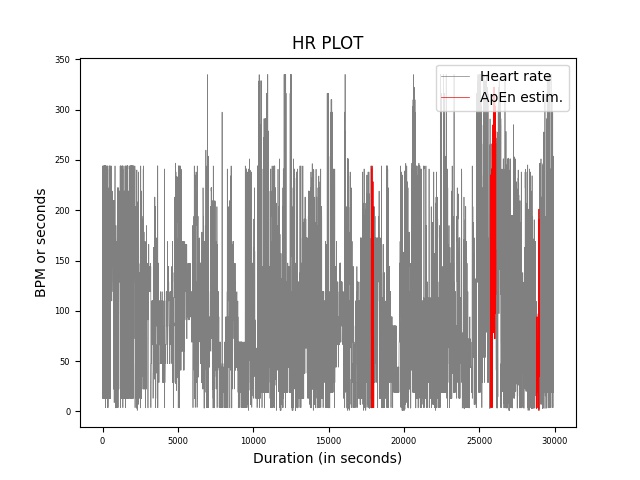 HR PLOT
Heart rate
ApEn estim.
BPM or seconds
350
300
250
200
150
100
50
0
0 5000 10000 15000 20000 25000 30000
Duration (in seconds)